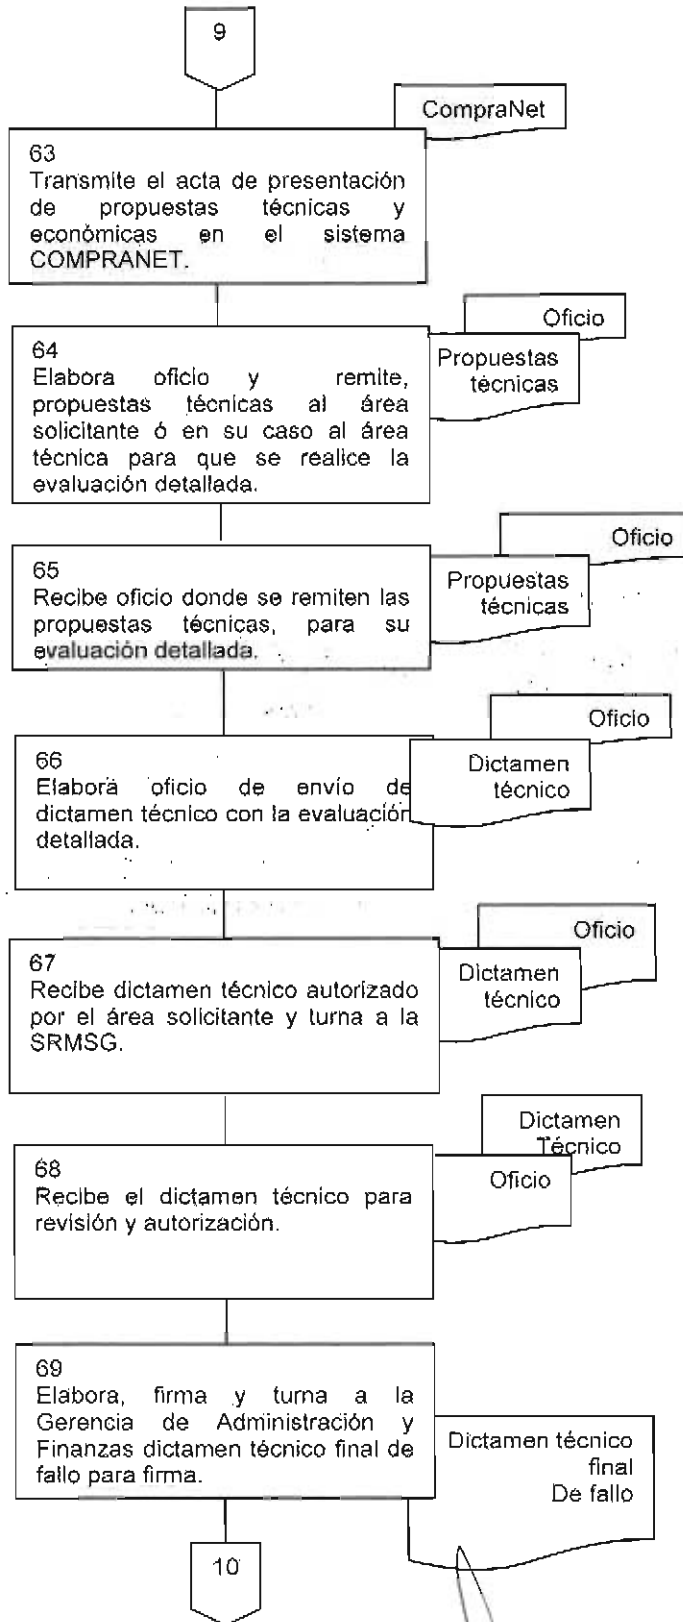 9
CompraNet
63
Transmite el acta de presentación
de propuestas técnicas y
económicas en el sistema
COMPRANET.
Oficio
Propuestas
técnicas
64
Elabora oficio y remite,
propuestas técnicas al área
solicitante ó en su caso al área
técnica para que se realice la
evaluación detallada.
Oficio
Propuestas
técnicas
65
Recibe oficio donde se remiten las
propuestas técnicas, para su
evaluación detallada.
Oficio
Dictamen
técnico
66
Elabora oficio de envío de
dictamen técnico con la evaluación
detallada.
Oficio
Dictamen
técnico
67
Recibe dictamen técnico autorizado
por el área solicitante y turna a la
SRMSG.
Dictamen
Técnico
Oficio
68
Recibe el dictamen técnico para
revisión y autorización.
69
Elabora, firma y turna a la
Gerencia de Administración y
Finanzas dictamen técnico final de
fallo para firma.
Dictamen técnico
final
De fallo
10